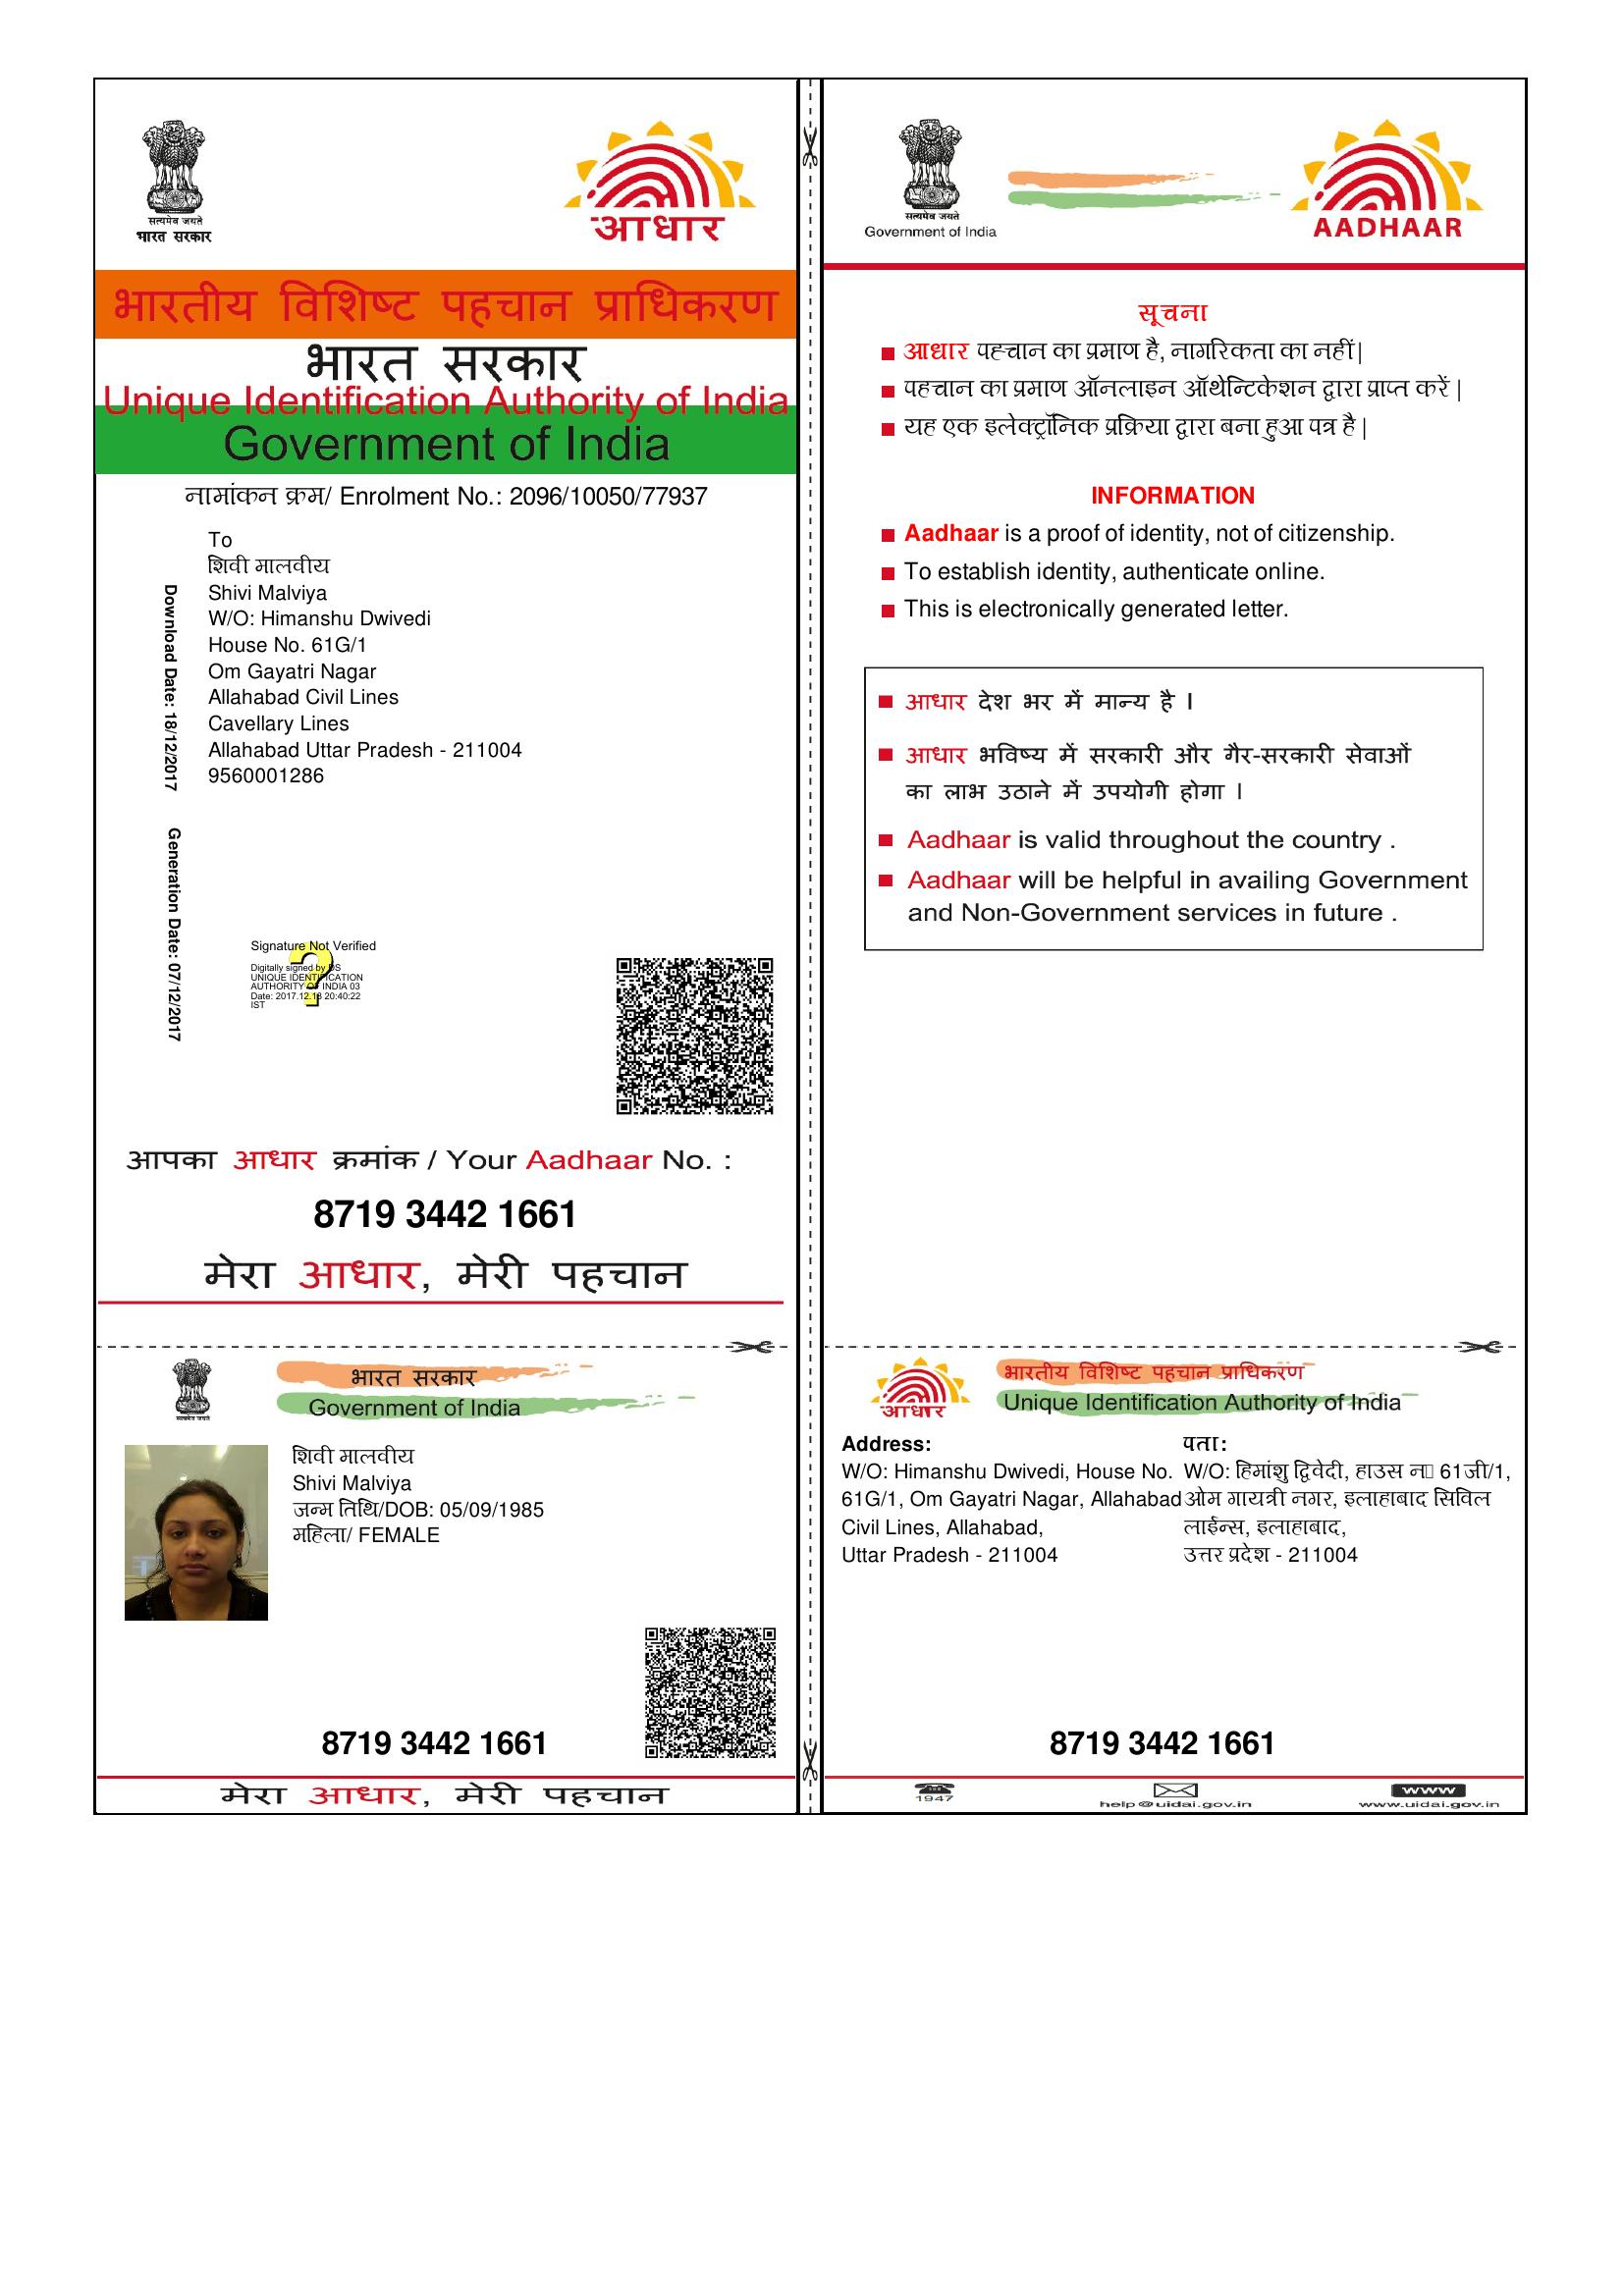 सत्यमेव जयते
भारत सरकार
आधार
भारतीय विशिष्ट पहचान प्राधिकरण
भारत सरकार
Unique Identification Authority of India
Government of India
नामांकन क्रम/ Enrolment No.: 2096/10050/77937
To
शिवी मालवीय
Shivi Malviya
W/O: Himanshu Dwivedi
House No. 61G/1
Om Gayatri Nagar
Allahabad Civil Lines
Cavellary Lines
Allahabad Uttar Pradesh - 211004
9560001286
Download Date: 18/12/2017
Generation Date: 07/12/2017
Signature Not Verified
Digitally signed by DS
UNIQUE IDENTIFICATION
AUTHORITY OF INDIA 03
Date: 2017.12.18 20:40:22
IST
आपका आधार क्रमांक / Your Aadhaar No. :
8719 3442 1661
मेरा आधार, मेरी पहचान
सत्यमेव जयते
Government of India
AADHAAR
सूचना
आधार पहचान का प्रमाण है, नागरिकता का नहीं |
पहचान का प्रमाण ऑनलाइन ऑथेन्टिकेशन द्वारा प्राप्त करें |
यह एक इलेक्ट्रॉनिक प्रक्रिया द्वारा बना हुआ पत्र है |
INFORMATION
Aadhaar is a proof of identity, not of citizenship.
To establish identity, authenticate online.
This is electronically generated letter.
आधार देश भर में मान्य है ।
आधार भविष्य में सरकारी और गैर-सरकारी सेवाओं
का लाभ उठाने में उपयोगी होगा ।
Aadhaar is valid throughout the country .
Aadhaar will be helpful in availing Government
and Non-Government services in future .
सत्यमेव जयते
भारत सरकार
Government of India
शिवी मालवीय
Shivi Malviya
जन्म तिथि/DOB: 05/09/1985
महिला/ FEMALE
8719 3442 1661
मेरा आधार, मेरी पहचान
आधार
भारतीय विशिष्ट पहचान प्राधिकरण
Unique Identification Authority of India
Address:
W/O: Himanshu Dwivedi, House No.
61G/1, Om Gayatri Nagar, Allahabad
Civil Lines, Allahabad,
Uttar Pradesh - 211004
पता:
W/O: हिमांशु द्विवेदी, हाउस न॰ 61जी/1,
ओम गायत्री नगर, इलाहाबाद सिविल
लाईन्स, इलाहाबाद,
उत्तर प्रदेश - 211004
8719 3442 1661
1947
help@uidai.gov.in
www
www.uidai.gov.in